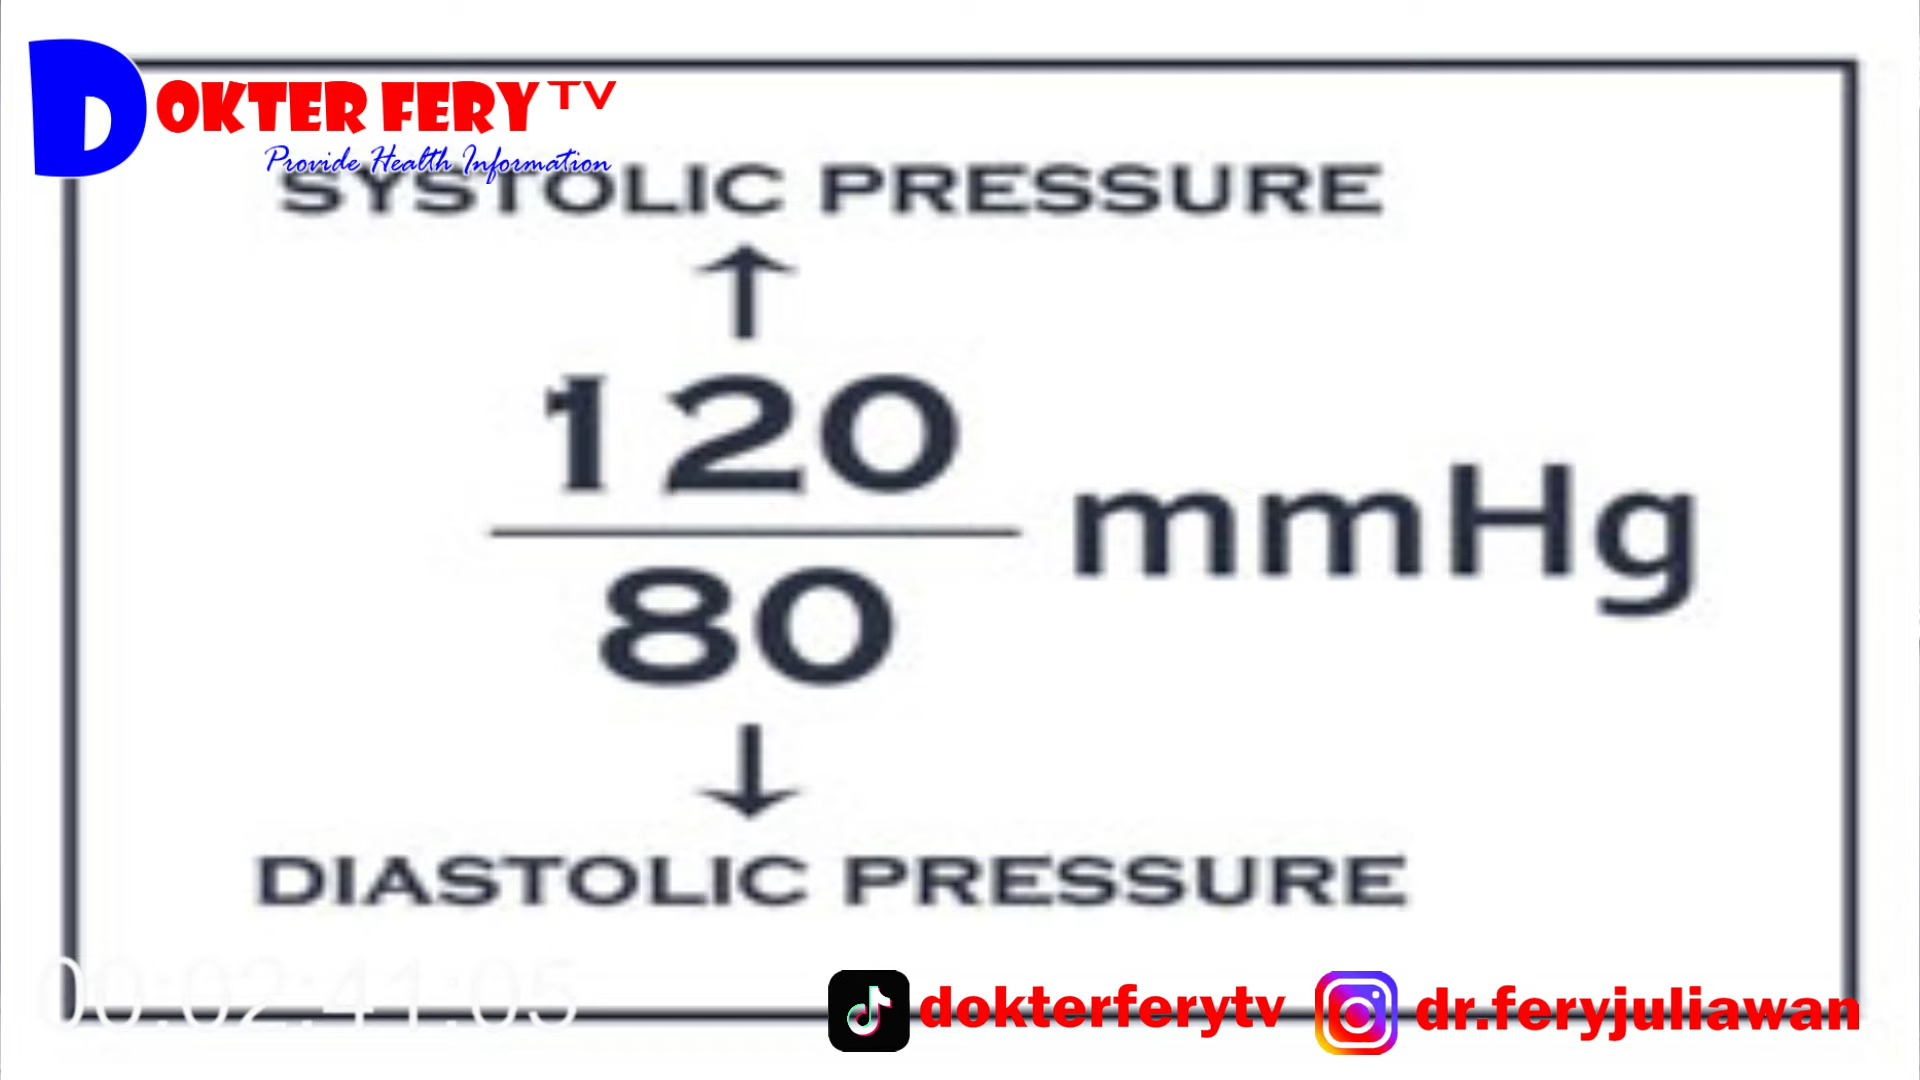 DOKTER FERY TV
Provide Health Information
SYSTOLIC PRESSURE
↑
120
80
mmHg
↓
DIASTOLIC PRESSURE
00:02:41:05
dokterferytv
dr.feryjuliawan